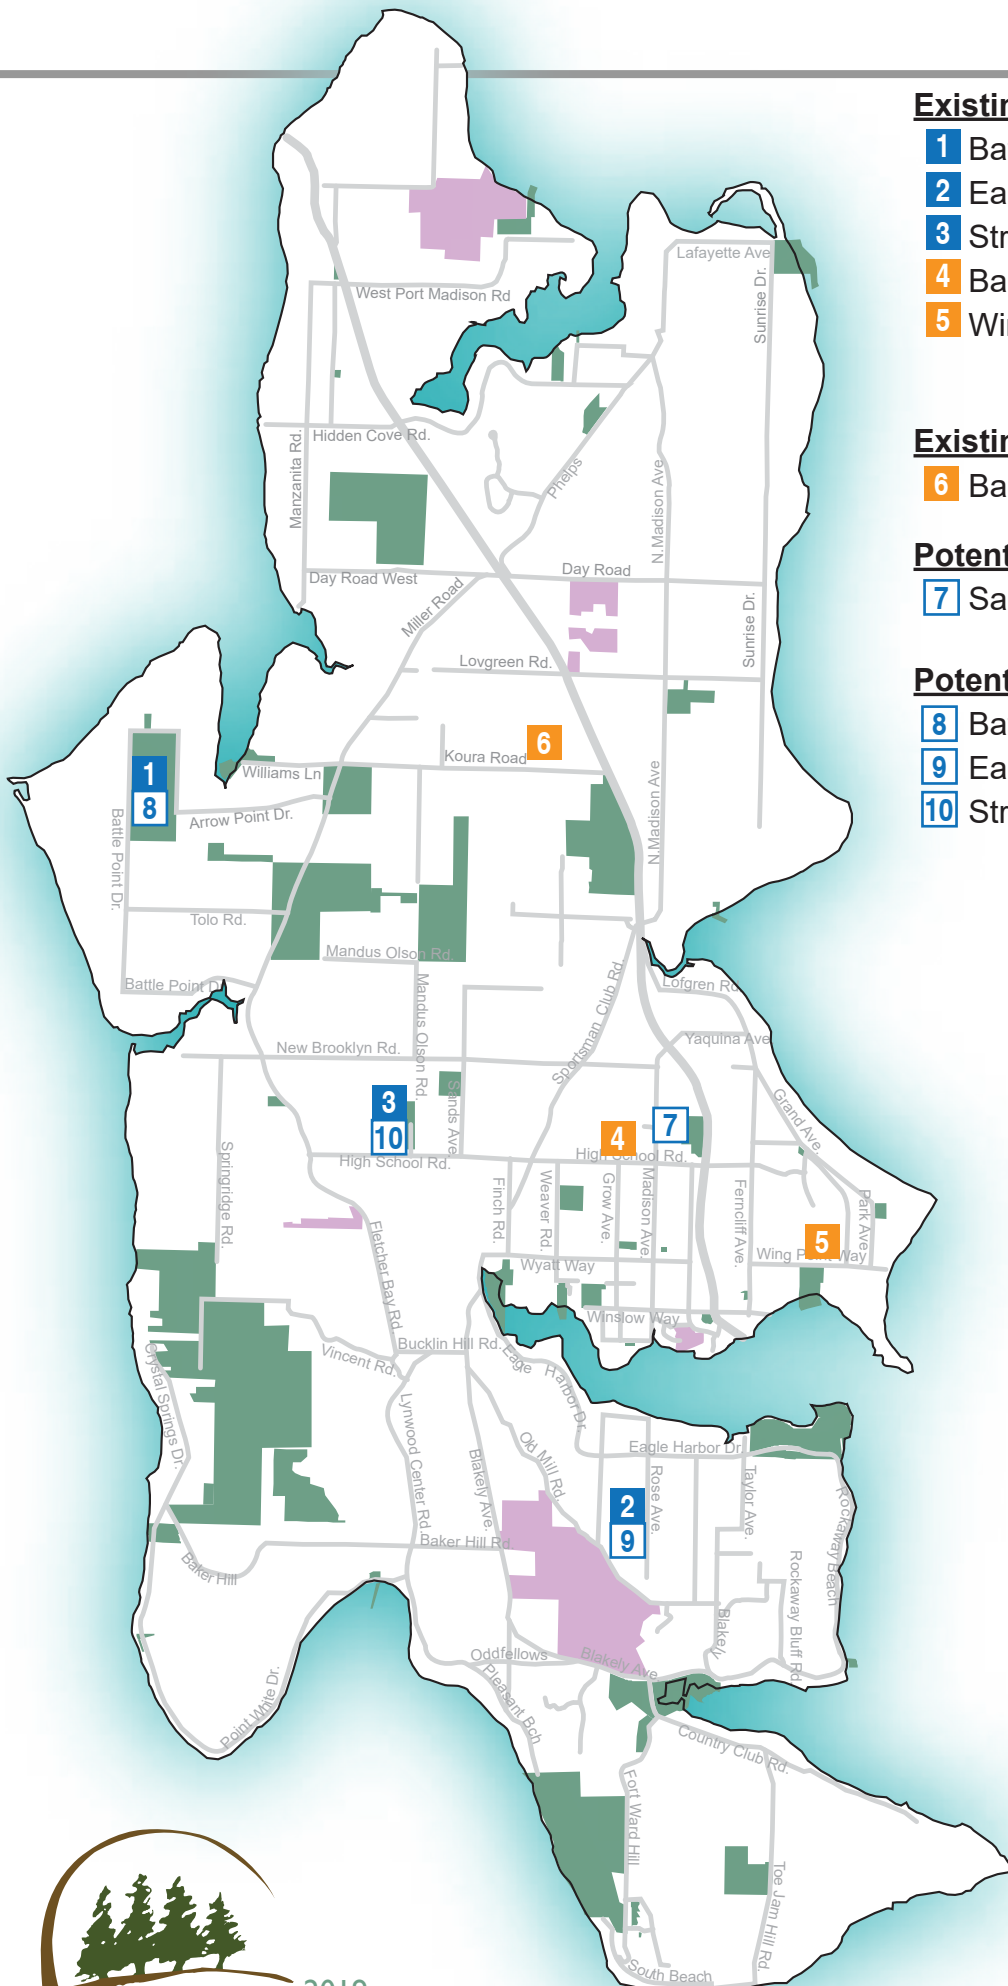 Existin
1 Ba
2 Ea
3 Str
4 Ba
5 Wi
Existin
6 Ba
Potent
7 Sa
Potent
8 Ba
9 Ea
10 Str
Lafayette Ave
Sunrise Dr.
West Port Madison Rd
Hidden Cove Rd.
Manzanita Rd.
Phelps
N.Madison Ave
Day Road West
Day Road
Miller Road
Sunrise Dr.
Lovgreen Rd.
6
Koura Road
Williams Ln
1
8
Arrow Point Dr.
Battle Point Dr.
N.Madison Ave
Tolo Rd.
Mandus Olson Rd.
Battle Point D
Mandus Olson Rd.
Sportsman Club Rd.
Lofgren Rd
Yaquina Ave
New Brooklyn Rd.
Sands Ave
Grand Ave.
3
10
4
7
High School Rd.
High School Rd.
Springridge Rd.
Finch Rd.
Weaver Rd.
Grow Ave.
Madison Ave.
Ferncliff Ave.
Park Ave.
5
Wing Point Way
Fletcher Bay Rd.
Wyatt Way
Winslow Way
Bucklin Hill Rd.
Vincent Rd.
Eagle Harbor Dr.
Crystal Springs Dr.
Lynwood Center Rd.
Blakely Ave.
Old Mill Rd
Eagle Harbor Dr.
Rose Ave.
Taylor Ave.
Rockaway Beach
2
9
Baker Hill Rd.
Baker Hill
Rockaway Bluff Rd
Blakely
Oddfellows
Blakely Ave
Pleasant Bch
Point White Dr.
Country Club Rd.
Fort Ward Hill
Toe Jam Hill Rd.
South Beach
2019